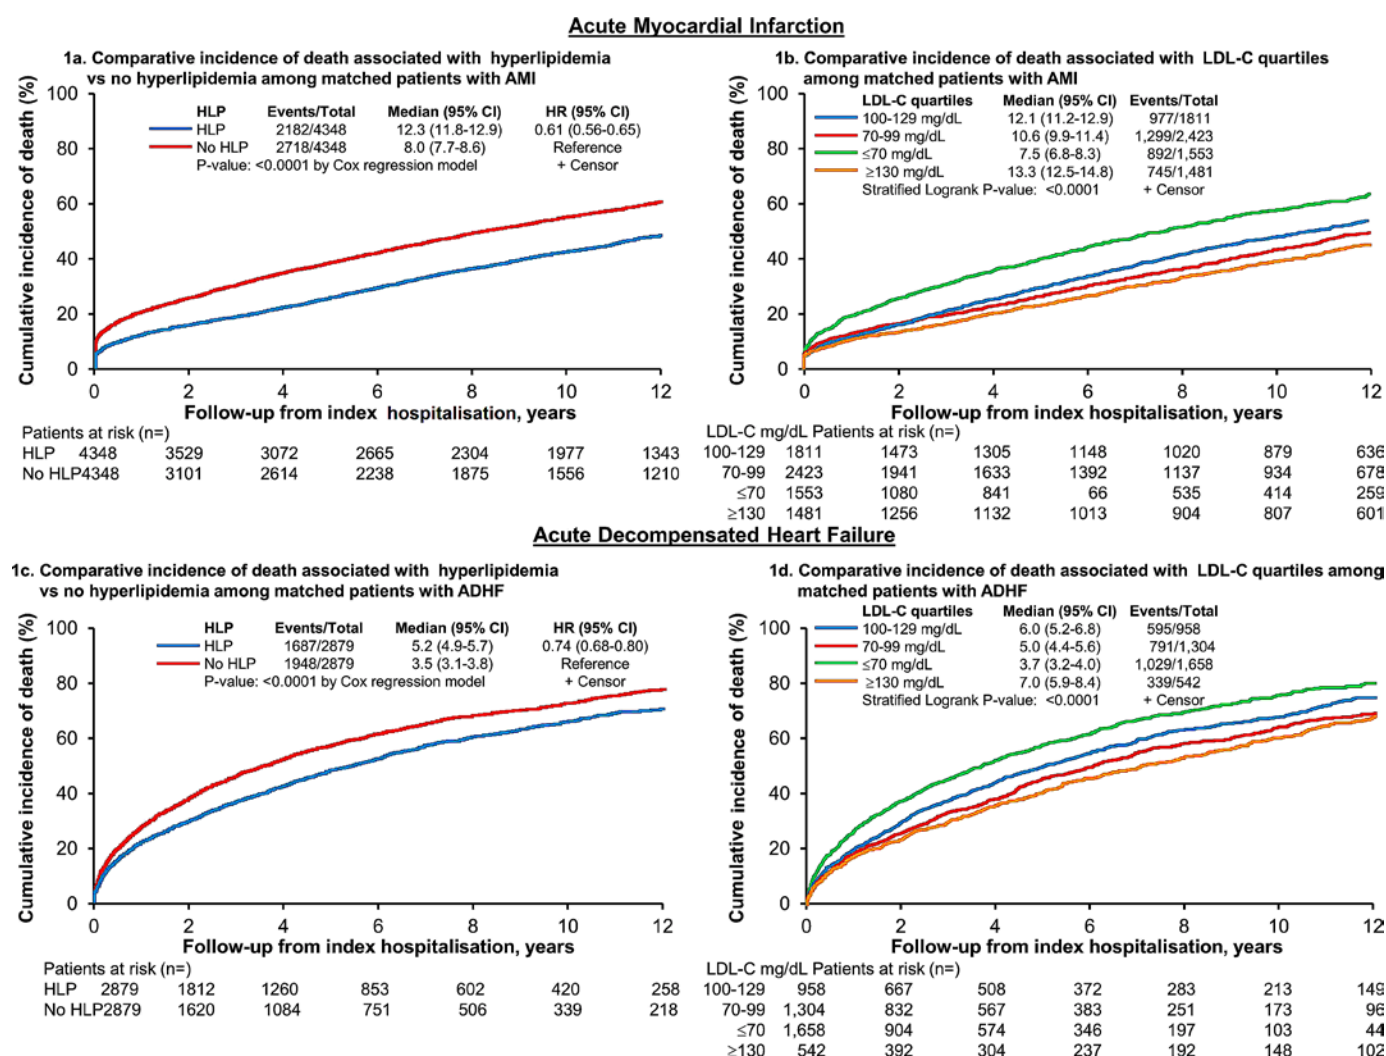 Acute Myocardial Infarction
1a. Comparative incidence of death associated with hyperlipidemia
vs no hyperlipidemia among matched patients with AMI
Cumulative incidence of death (%)
100
80
60
40
20
0
HLP Events/Total Median (95% CI) HR (95% CI)
HLP 2182/4348 12.3 (11.8-12.9) 0.61 (0.56-0.65)
No HLP 2718/4348 8.0 (7.7-8.6) Reference
P-value: <0.0001 by Cox regression model + Censor
0 2 4 6 8 10 12
Follow-up from index hospitalisation, years
Patients at risk (n=)
HLP 4348 3529 3072 2665 2304 1977 1343
No HLP4348 3101 2614 2238 1875 1556 1210
1b. Comparative incidence of death associated with LDL-C quartiles
among matched patients with AMI
Cumulative incidence of death (%)
100
80
60
40
20
0
LDL-C quartiles Median (95% CI) Events/Total
100-129 mg/dL 12.1 (11.2-12.9) 977/1811
70-99 mg/dL 10.6 (9.9-11.4) 1,299/2,423
≤70 mg/dL 7.5 (6.8-8.3) 892/1,553
≥130 mg/dL 13.3 (12.5-14.8) 745/1,481
Stratified Logrank P-value: <0.0001 + Censor
0 2 4 6 8 10 12
Follow-up from index hospitalisation, years
LDL-C mg/dL Patients at risk (n=)
100-129 1811 1473 1305 1148 1020 879 636
70-99 2423 1941 1633 1392 1137 934 678
≤70 1553 1080 841 66 535 414 259
≥130 1481 1256 1132 1013 904 807 601
Acute Decompensated Heart Failure
1c. Comparative incidence of death associated with hyperlipidemia
vs no hyperlipidemia among matched patients with ADHF
Cumulative incidence of death (%)
100
80
60
40
20
0
HLP Events/Total Median (95% CI) HR (95% CI)
HLP 1687/2879 5.2 (4.9-5.7) 0.74 (0.68-0.80)
No HLP 1948/2879 3.5 (3.1-3.8) Reference
P-value: <0.0001 by Cox regression model + Censor
0 2 4 6 8 10 12
Follow-up from index hospitalisation, years
Patients at risk (n=)
HLP 2879 1812 1260 853 602 420 258
No HLP2879 1620 1084 751 506 339 218
1d. Comparative incidence of death associated with LDL-C quartiles among
matched patients with ADHF
Cumulative incidence of death (%)
100
80
60
40
20
0
LDL-C quartiles Median (95% CI) Events/Total
100-129 mg/dL 6.0 (5.2-6.8) 595/958
70-99 mg/dL 5.0 (4.4-5.6) 791/1,304
≤70 mg/dL 3.7 (3.2-4.0) 1,029/1,658
≥130 mg/dL 7.0 (5.9-8.4) 339/542
Stratified Logrank P-value: <0.0001 + Censor
0 2 4 6 8 10 12
Follow-up from index hospitalisation, years
LDL-C mg/dL Patients at risk (n=)
100-129 958 667 508 372 283 213 149
70-99 1,304 832 567 383 251 173 96
≤70 1,658 904 574 346 197 103 44
≥130 542 392 304 237 192 148 102